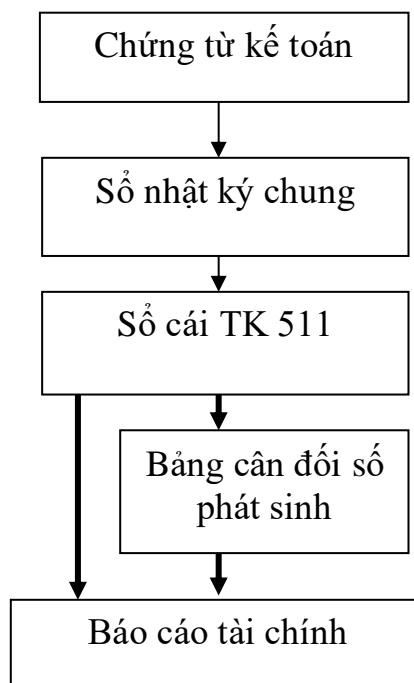 Chứng từ kế toán
Sổ nhật ký chung
Sổ cái TK 511
Bảng cân đối số
phát sinh
Báo cáo tài chính